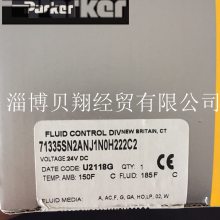 Parker
FLUID CONTROL DIV
NEW BRITAIN, CT
71335SN2ANJ1N0H222C2
VOLTAGE: 24V DC
DATE CODE: U2118G QTY: 1
TEMP: AMB: 150F C FLUID: 185F C
MEDIA: A, AC, F, G, GA, HO, LP, O2, W
淄博贝翔经贸有限公司